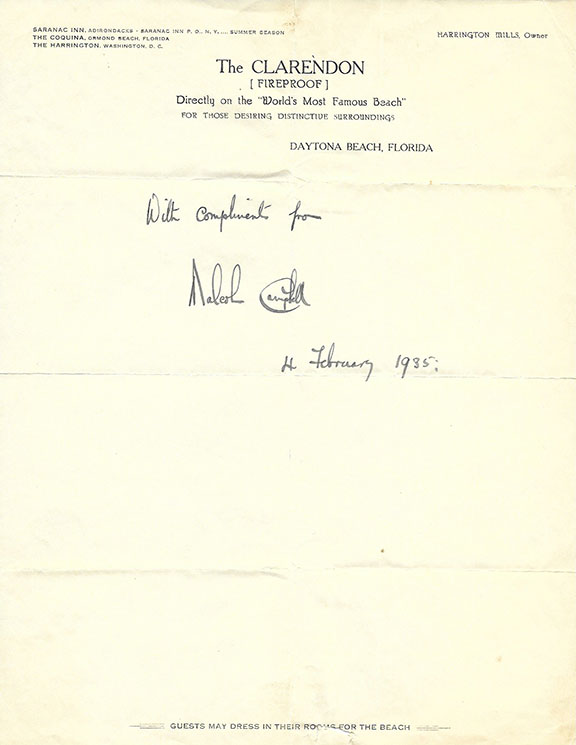 SARANAC INN, ADIRONDACKS - SARANAC INN P. O., N. Y. .... SUMMER SEASON
THE COQUINA, ORMOND BEACH, FLORIDA
THE HARRINGTON, WASHINGTON, D. C.
HARRINGTON MILLS, Owner
The CLARENDON
[ FIREPROOF ]
Directly on the "World's Most Famous Beach"
FOR THOSE DESIRING DISTINCTIVE SURROUNDINGS
DAYTONA BEACH, FLORIDA
With compliments from
Malcolm Campbell
4 February 1935.
GUESTS MAY DRESS IN THEIR ROOMS FOR THE BEACH